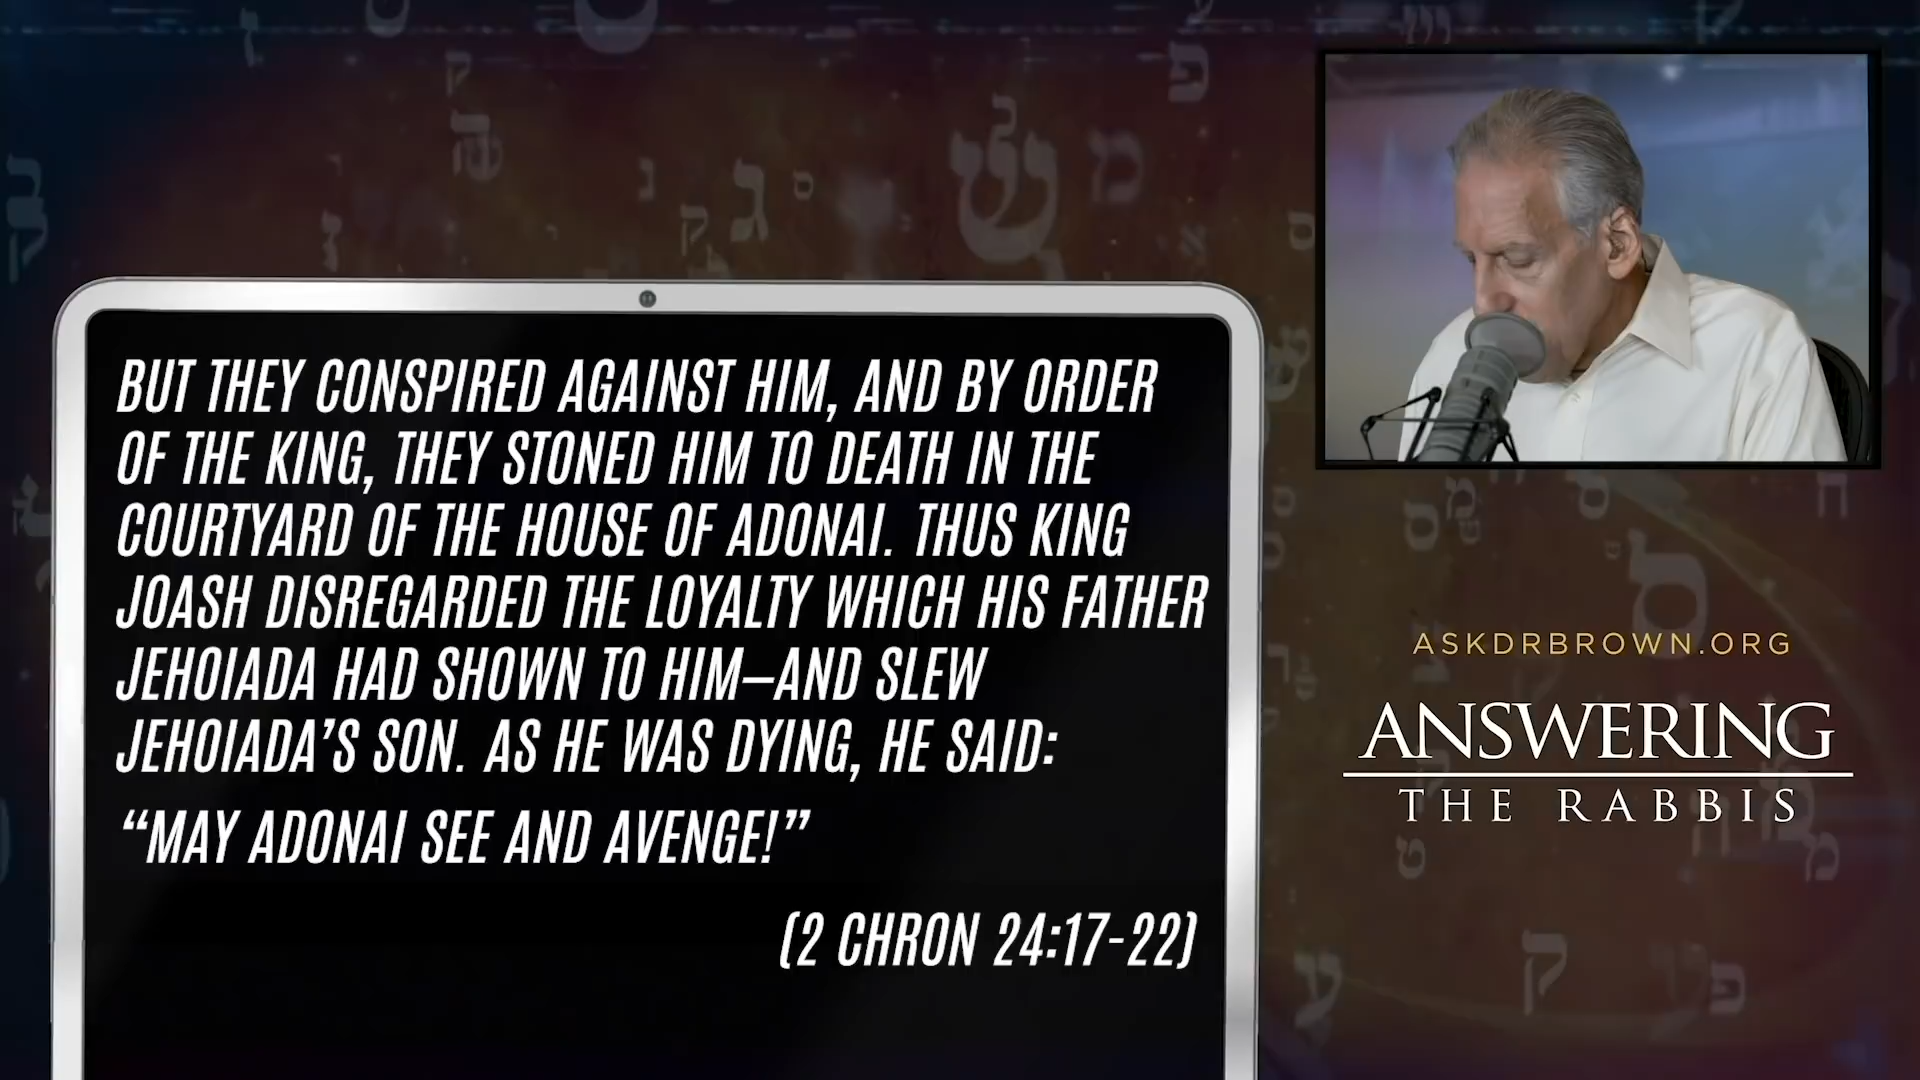 BUT THEY CONSPIRED AGAINST HIM, AND BY ORDER
OF THE KING, THEY STONED HIM TO DEATH IN THE
COURTYARD OF THE HOUSE OF ADONAI. THUS KING
JOASH DISREGARDED THE LOYALTY WHICH HIS FATHER
JEHOIADA HAD SHOWN TO HIM—AND SLEW
JEHOIADA’S SON. AS HE WAS DYING, HE SAID:
“MAY ADONAI SEE AND AVENGE!”
(2 CHRON 24:17-22)
ASKDRBROWN.ORG
ANSWERING
THE RABBIS